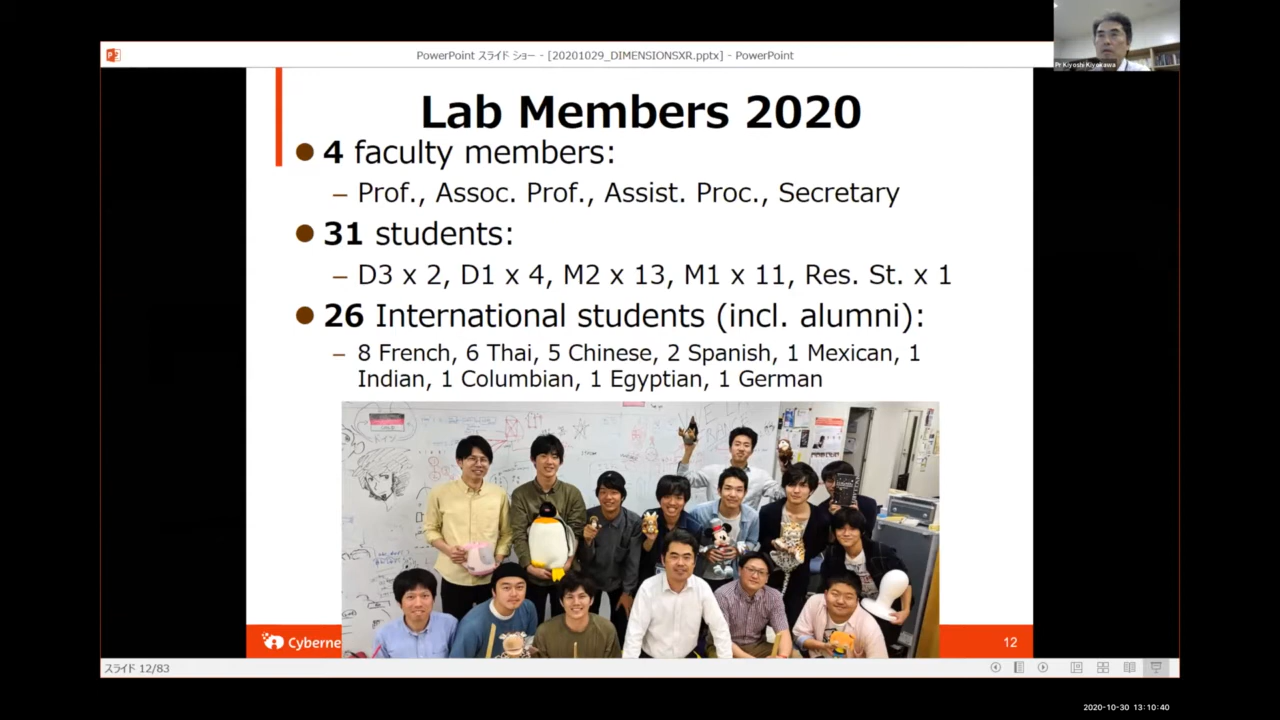 PowerPoint スライド ショー - [20201029_DIMENSIONSXR.pptx] - PowerPoint
Pr Kiyoshi Kiyokawa
Lab Members 2020
4 faculty members:
– Prof., Assoc. Prof., Assist. Proc., Secretary
31 students:
– D3 x 2, D1 x 4, M2 x 13, M1 x 11, Res. St. x 1
26 International students (incl. alumni):
– 8 French, 6 Thai, 5 Chinese, 2 Spanish, 1 Mexican, 1
Indian, 1 Columbian, 1 Egyptian, 1 German
ドイツ
Cyberne
12
スライド 12/83
2020-10-30 13:10:40